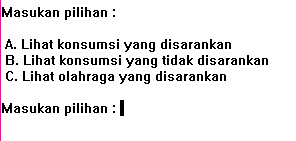 Masukan pilihan :
A. Lihat konsumsi yang disarankan
B. Lihat konsumsi yang tidak disarankan
C. Lihat olahraga yang disarankan
Masukan pilihan :